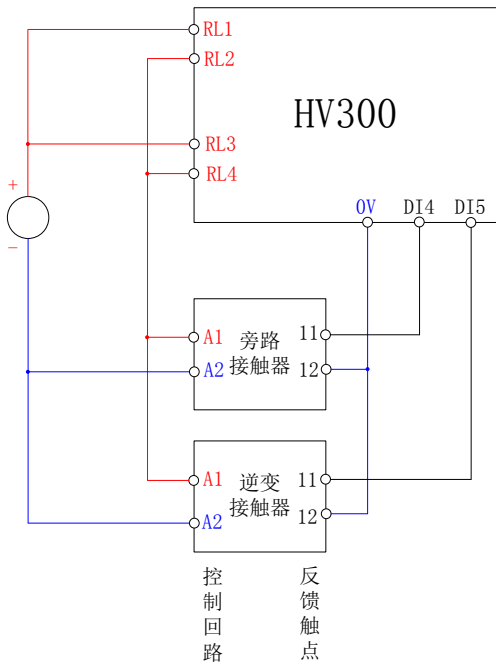 RL1
RL2
HV300
RL3
RL4
+
−
0V DI4 DI5
A1 旁路 11
A2 接触器 12
A1 逆变 11
A2 接触器 12
控制回路
反馈触点